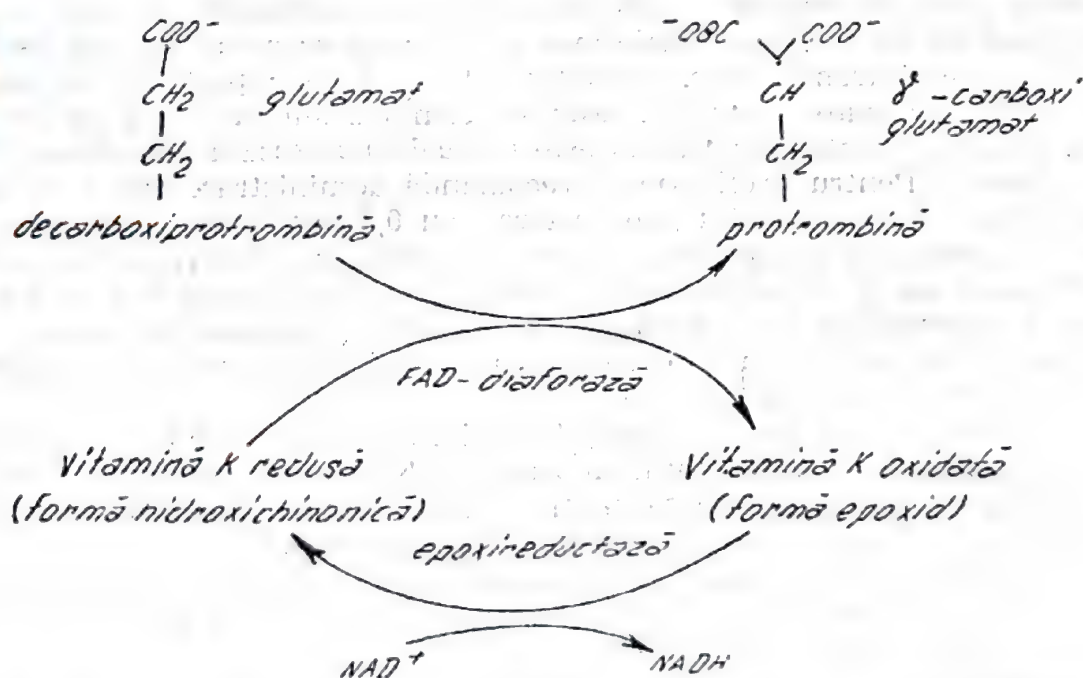 COO⁻
CH2 glutamat
CH2
decarboxiprotrombină
⁻OBC COO⁻
CH γ -carboxi
glutamat
CH2
protrombină
FAD- diaforază
Vitamină K redusă
(formă hidroxichinonică)
Vitamină K oxidată
(formă epoxid)
epoxireductază
NAD⁺ NADH